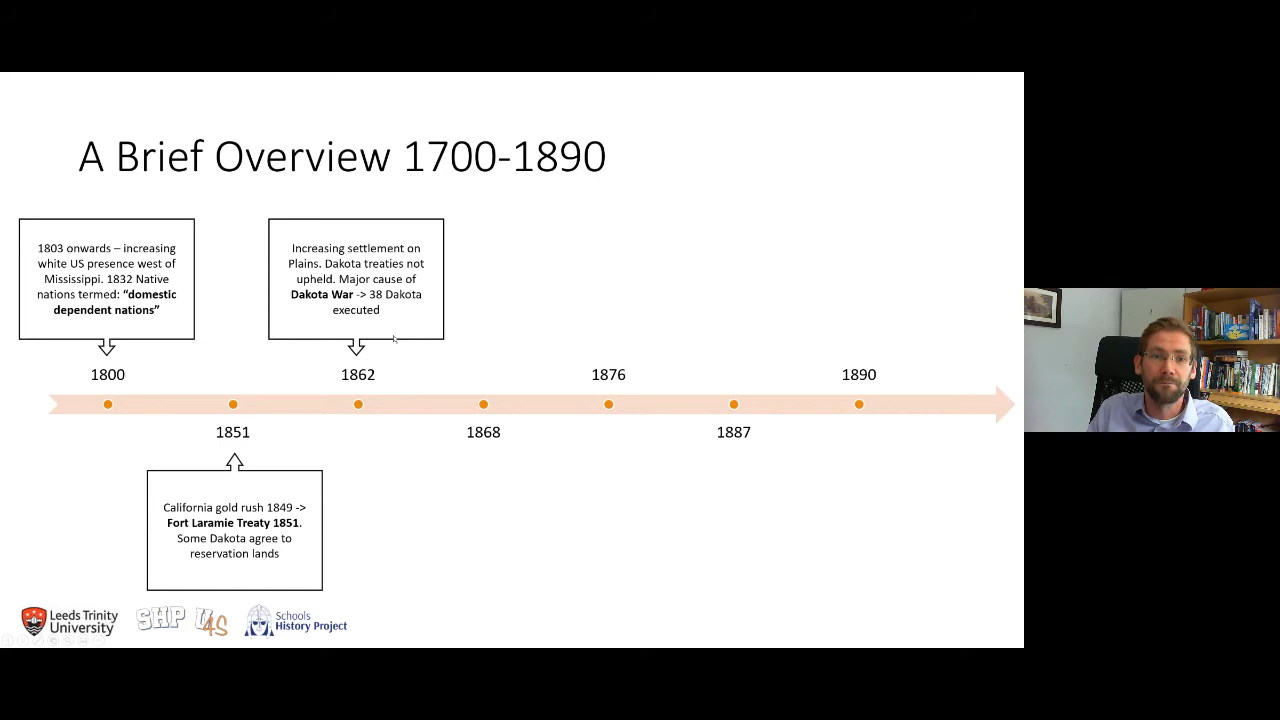 A Brief Overview 1700-1890
1803 onwards – increasing
white US presence west of
Mississippi. 1832 Native
nations termed: “domestic
dependent nations”
Increasing settlement on
Plains. Dakota treaties not
upheld. Major cause of
Dakota War -> 38 Dakota
executed
1800
1862
1876
1890
1851
1868
1887
California gold rush 1849 ->
Fort Laramie Treaty 1851.
Some Dakota agree to
reservation lands
Leeds Trinity
University
SHP
U
4S
Schools
History Project